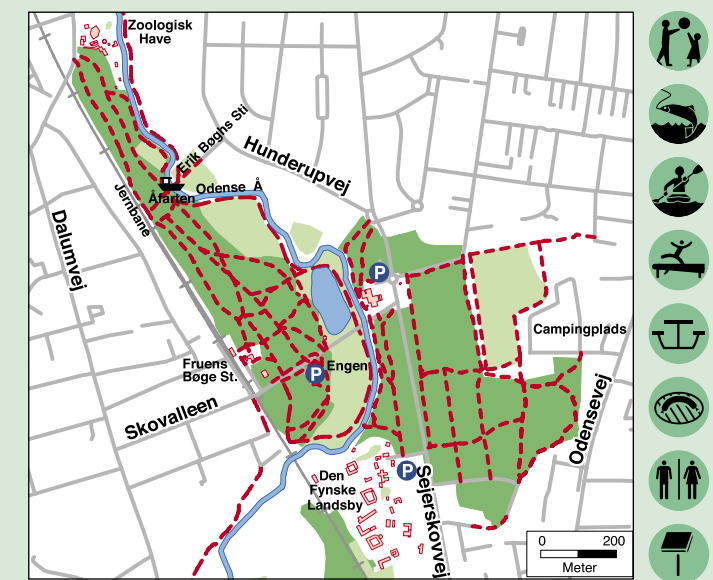 Zoologisk
Have
Erik Bøghs Sti
Hunderupvej
Odense Å
Åfarten
Jernbane
Dalumvej
P
Campingplads
Fruens
Bøge St.
P
Engen
Skovalleen
Odensevej
P
Sejerskovvej
Den
Fynske
Landsby
0 200
Meter